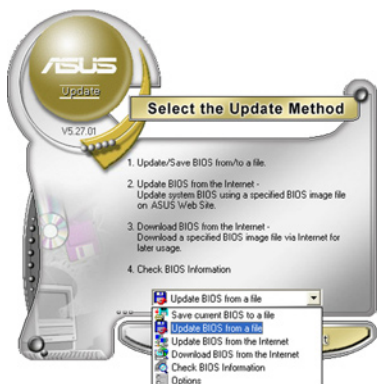 ASUS
Update
V5.27.01
Select the Update Method
1. Update/Save BIOS from/to a file.
2. Update BIOS from the Internet -
Update system BIOS using a specified BIOS image file
on ASUS Web Site.
3. Download BIOS from the Internet -
Download a specified BIOS image file via Internet for
later usage.
4. Check BIOS Information
Update BIOS from a file
Save current BIOS to a file
Update BIOS from a file
Update BIOS from the Internet
Download BIOS from the Internet
Check BIOS Information
Options